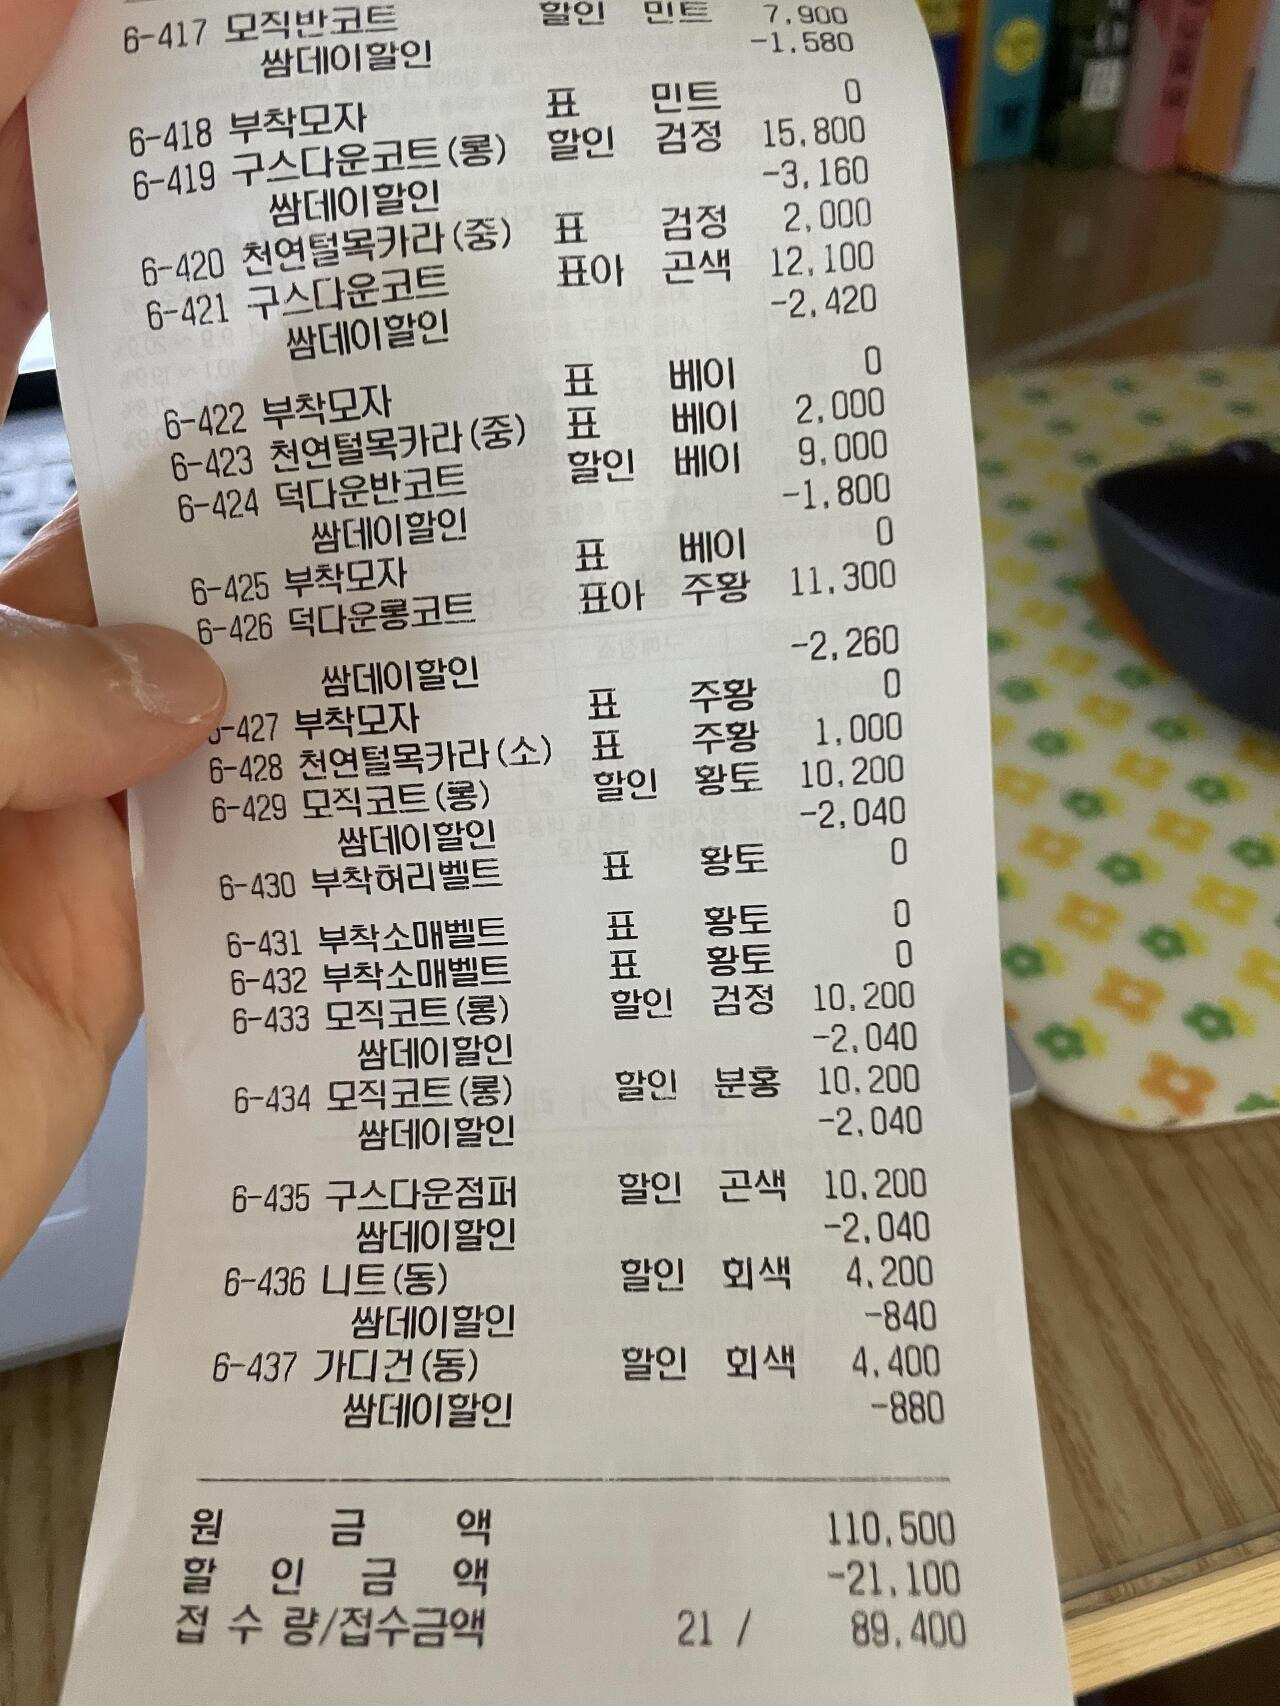 6-417 모직반코트 할인 민트 7,900
쌈데이할인 -1,580
6-418 부착모자 표 민트 0
6-419 구스다운코트(롱) 할인 검정 15,800
쌈데이할인 -3,160
6-420 천연털목카라(중) 표 검정 2,000
6-421 구스다운코트 표아 곤색 12,100
쌈데이할인 -2,420
6-422 부착모자 표 베이 0
6-423 천연털목카라(중) 표 베이 2,000
6-424 덕다운반코트 할인 베이 9,000
쌈데이할인 -1,800
6-425 부착모자 표 베이 0
6-426 덕다운롱코트 표아 주황 11,300
쌈데이할인 -2,260
6-427 부착모자 표 주황 0
6-428 천연털목카라(소) 표 주황 1,000
6-429 모직코트(롱) 할인 황토 10,200
쌈데이할인 -2,040
6-430 부착허리벨트 표 황토 0
6-431 부착소매벨트 표 황토 0
6-432 부착소매벨트 표 황토 0
6-433 모직코트(롱) 할인 검정 10,200
쌈데이할인 -2,040
6-434 모직코트(롱) 할인 분홍 10,200
쌈데이할인 -2,040
6-435 구스다운점퍼 할인 곤색 10,200
쌈데이할인 -2,040
6-436 니트(동) 할인 회색 4,200
쌈데이할인 -840
6-437 가디건(동) 할인 회색 4,400
쌈데이할인 -880
원 금 액 110,500
할 인 금 액 -21,100
접 수 량/접수금액 21 / 89,400